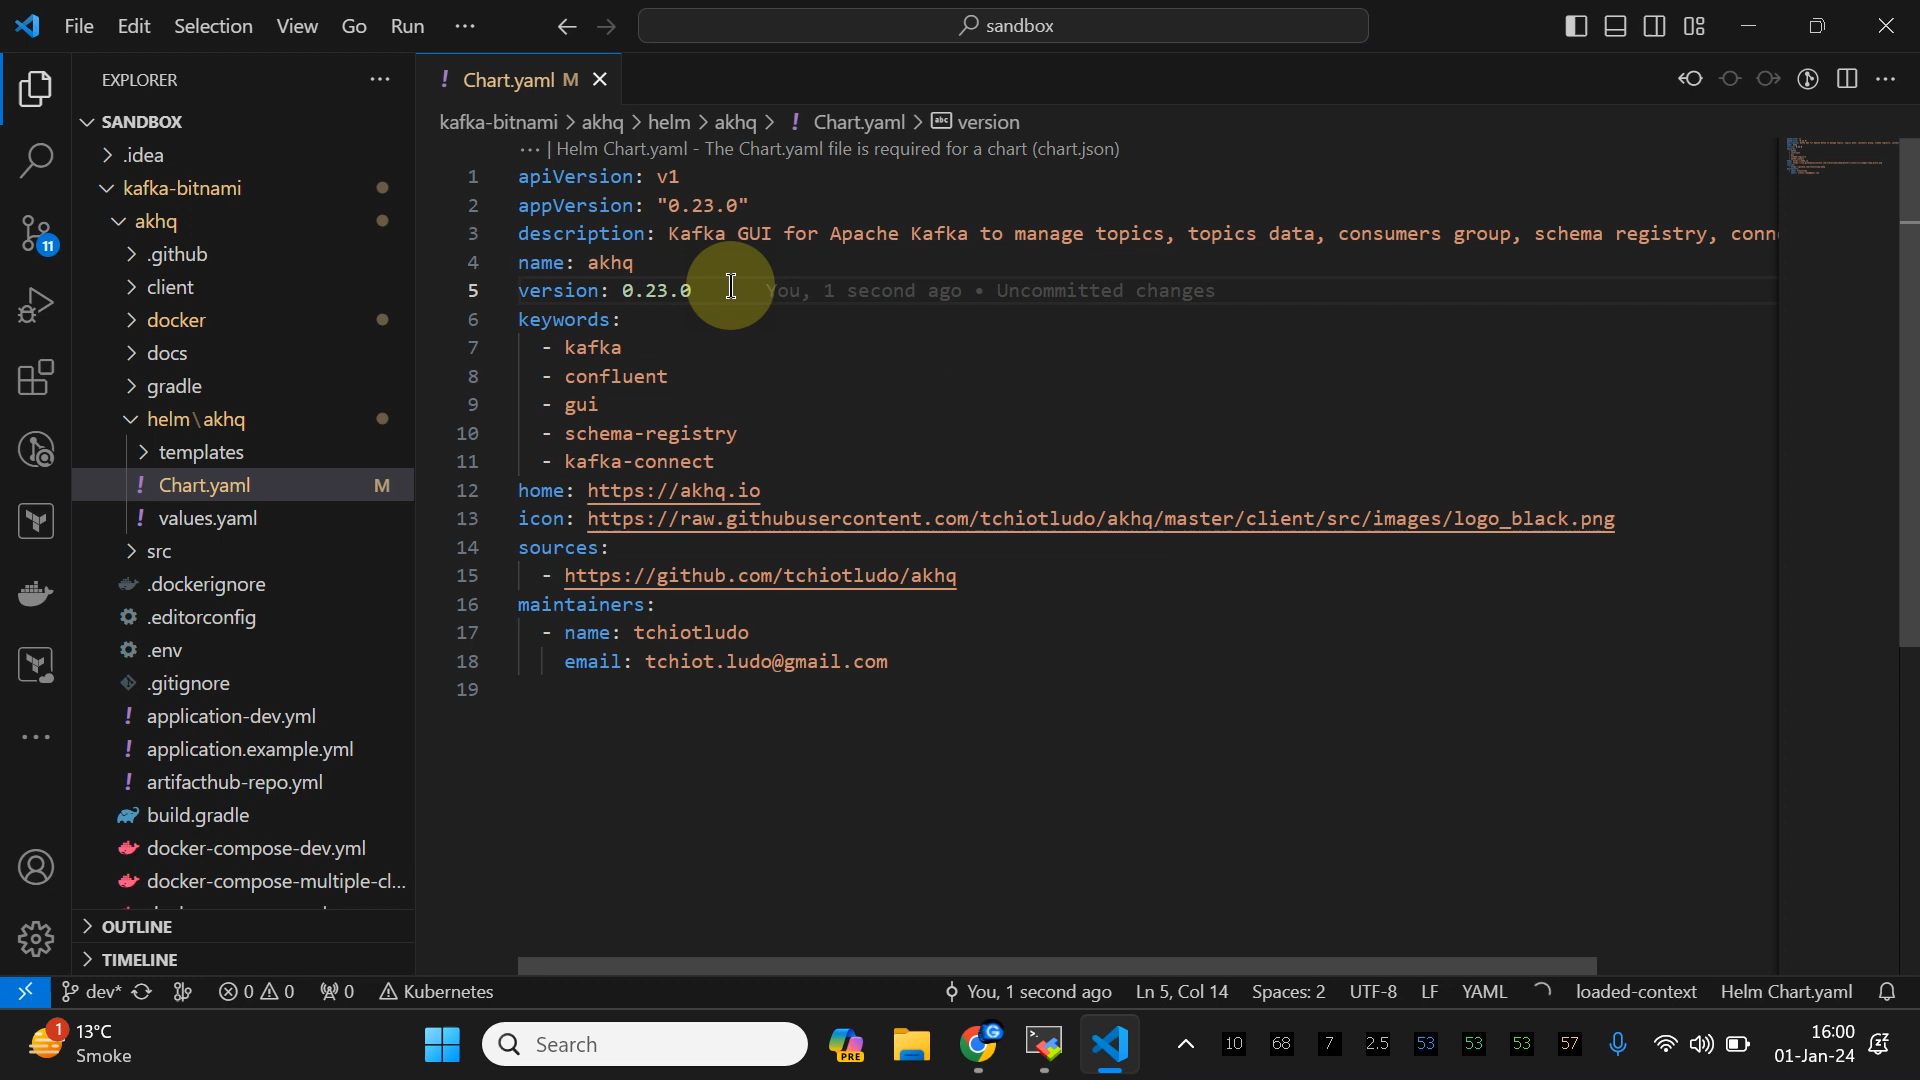 File Edit Selection View Go Run ··· sandbox
EXPLORER ···
SANDBOX
.idea
kafka-bitnami
akhq
.github
client
docker
docs
gradle
helm\akhq
templates
! Chart.yaml M
! values.yaml
src
.dockerignore
.editorconfig
.env
.gitignore
! application-dev.yml
! application.example.yml
! artifacthub-repo.yml
build.gradle
docker-compose-dev.yml
docker-compose-multiple-cl...
OUTLINE
TIMELINE
11
! Chart.yaml M
kafka-bitnami > akhq > helm > akhq > ! Chart.yaml > abc version
··· | Helm Chart.yaml - The Chart.yaml file is required for a chart (chart.json)
1 apiVersion: v1
2 appVersion: "0.23.0"
3 description: Kafka GUI for Apache Kafka to manage topics, topics data, consumers group, schema registry, conn
4 name: akhq
5 version: 0.23.0 You, 1 second ago • Uncommitted changes
6 keywords:
7 - kafka
8 - confluent
9 - gui
10 - schema-registry
11 - kafka-connect
12 home: https://akhq.io
13 icon: https://raw.githubusercontent.com/tchiotludo/akhq/master/client/src/images/logo_black.png
14 sources:
15 - https://github.com/tchiotludo/akhq
16 maintainers:
17 - name: tchiotludo
18 email: tchiot.ludo@gmail.com
19
dev* 0 0 0 Kubernetes You, 1 second ago Ln 5, Col 14 Spaces: 2 UTF-8 LF YAML loaded-context Helm Chart.yaml
1 13°C
Smoke
Search
PRE
G
10 68 7 2.5 53 53 53 57
16:00
01-Jan-24